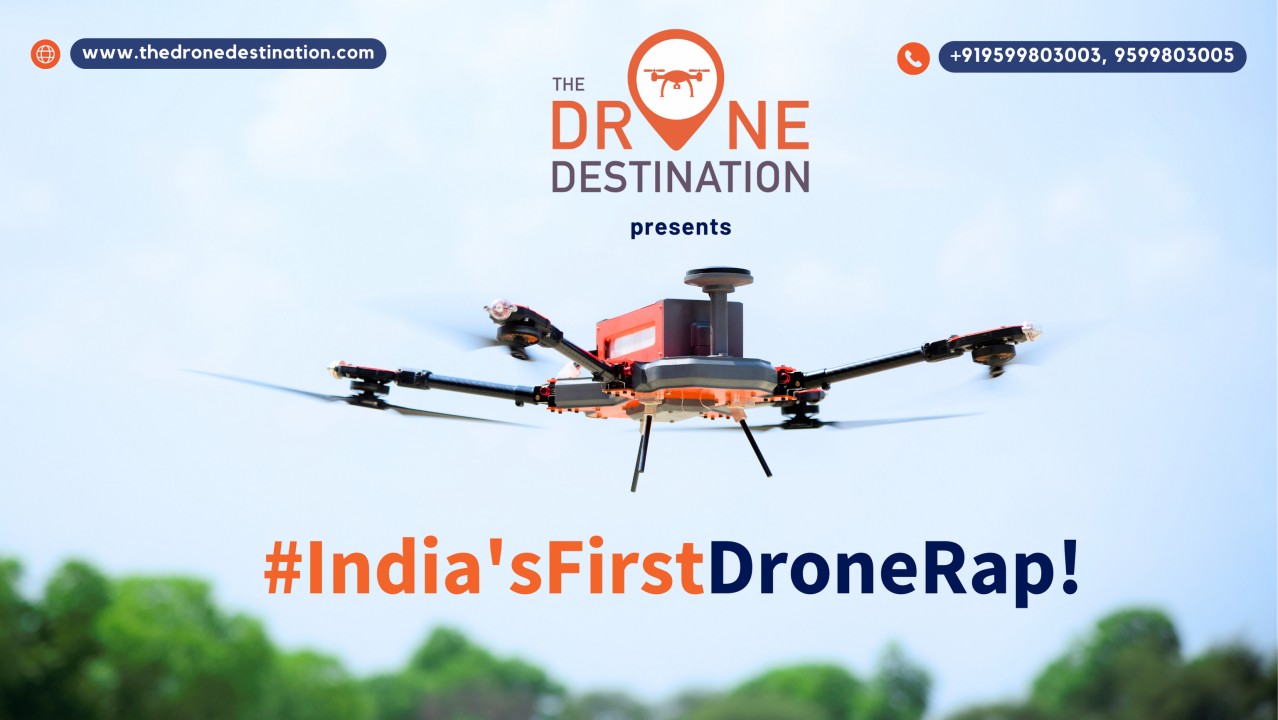 www.thedronedestination.com
+919599803003, 9599803005
THE
DRONE
DESTINATION
presents
#India'sFirstDroneRap!